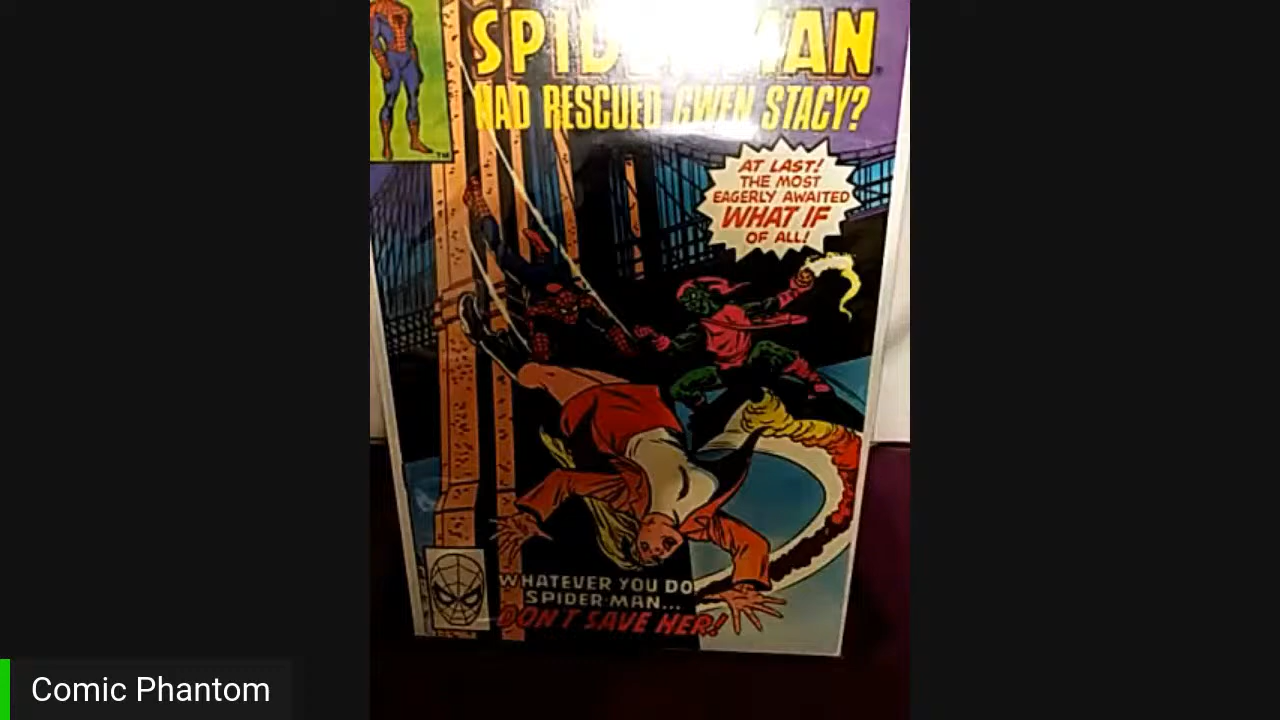 SPIDER-MAN
HAD RESCUED GWEN STACY?
AT LAST!
THE MOST
EAGERLY AWAITED
WHAT IF
OF ALL!
WHATEVER YOU DO
SPIDER-MAN...
DON'T SAVE HER!
TM
Comic Phantom